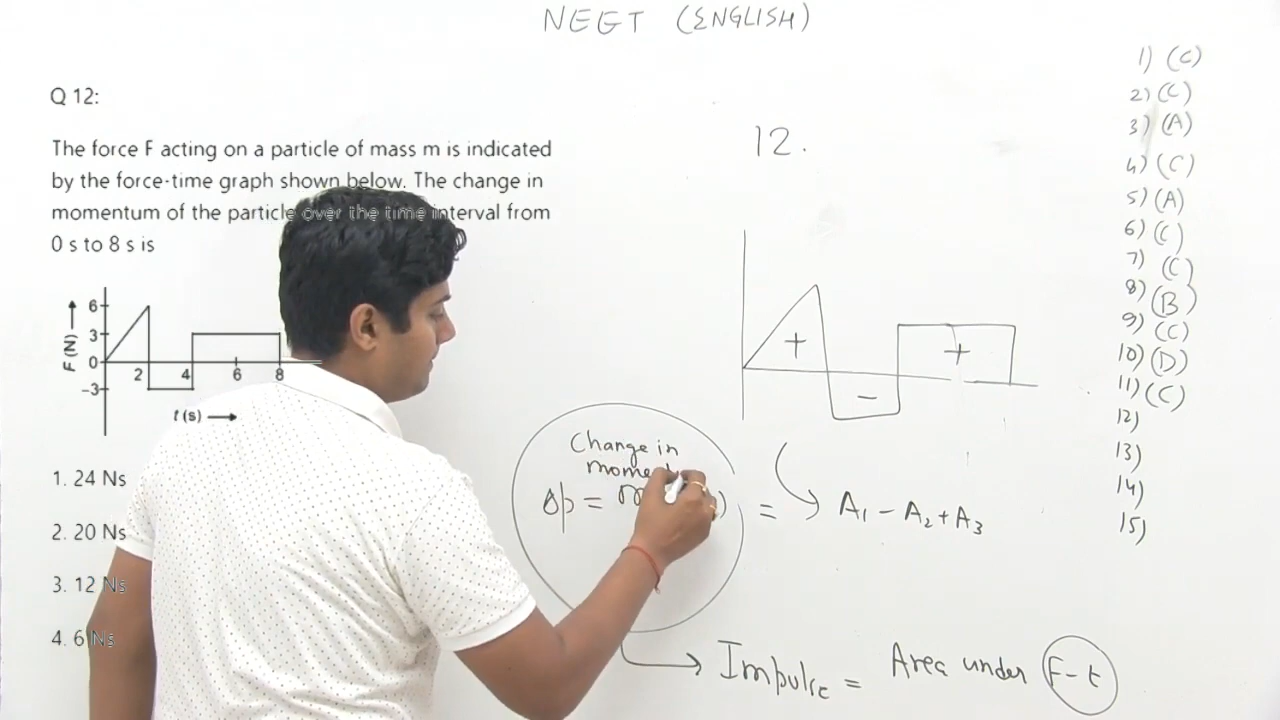 NEET (ENGLISH)
Q 12:
The force F acting on a particle of mass m is indicated
by the force-time graph shown below. The change in
momentum of the particle over the time interval from
0 s to 8 s is
F (N)
6
3
0
-3
2
4
6
8
t (s)
1. 24 Ns
2. 20 Ns
3. 12 Ns
4. 6 Ns
12.
+
-
+
Change in
Δp =
= A₁ - A₂ + A₃
Impulse = Area under F-t
1) (C)
2) (C)
3) (A)
4) (C)
5) (A)
6) (C)
7) (C)
8) (B)
9) (C)
10) (D)
11) (C)
12)
13)
14)
15)